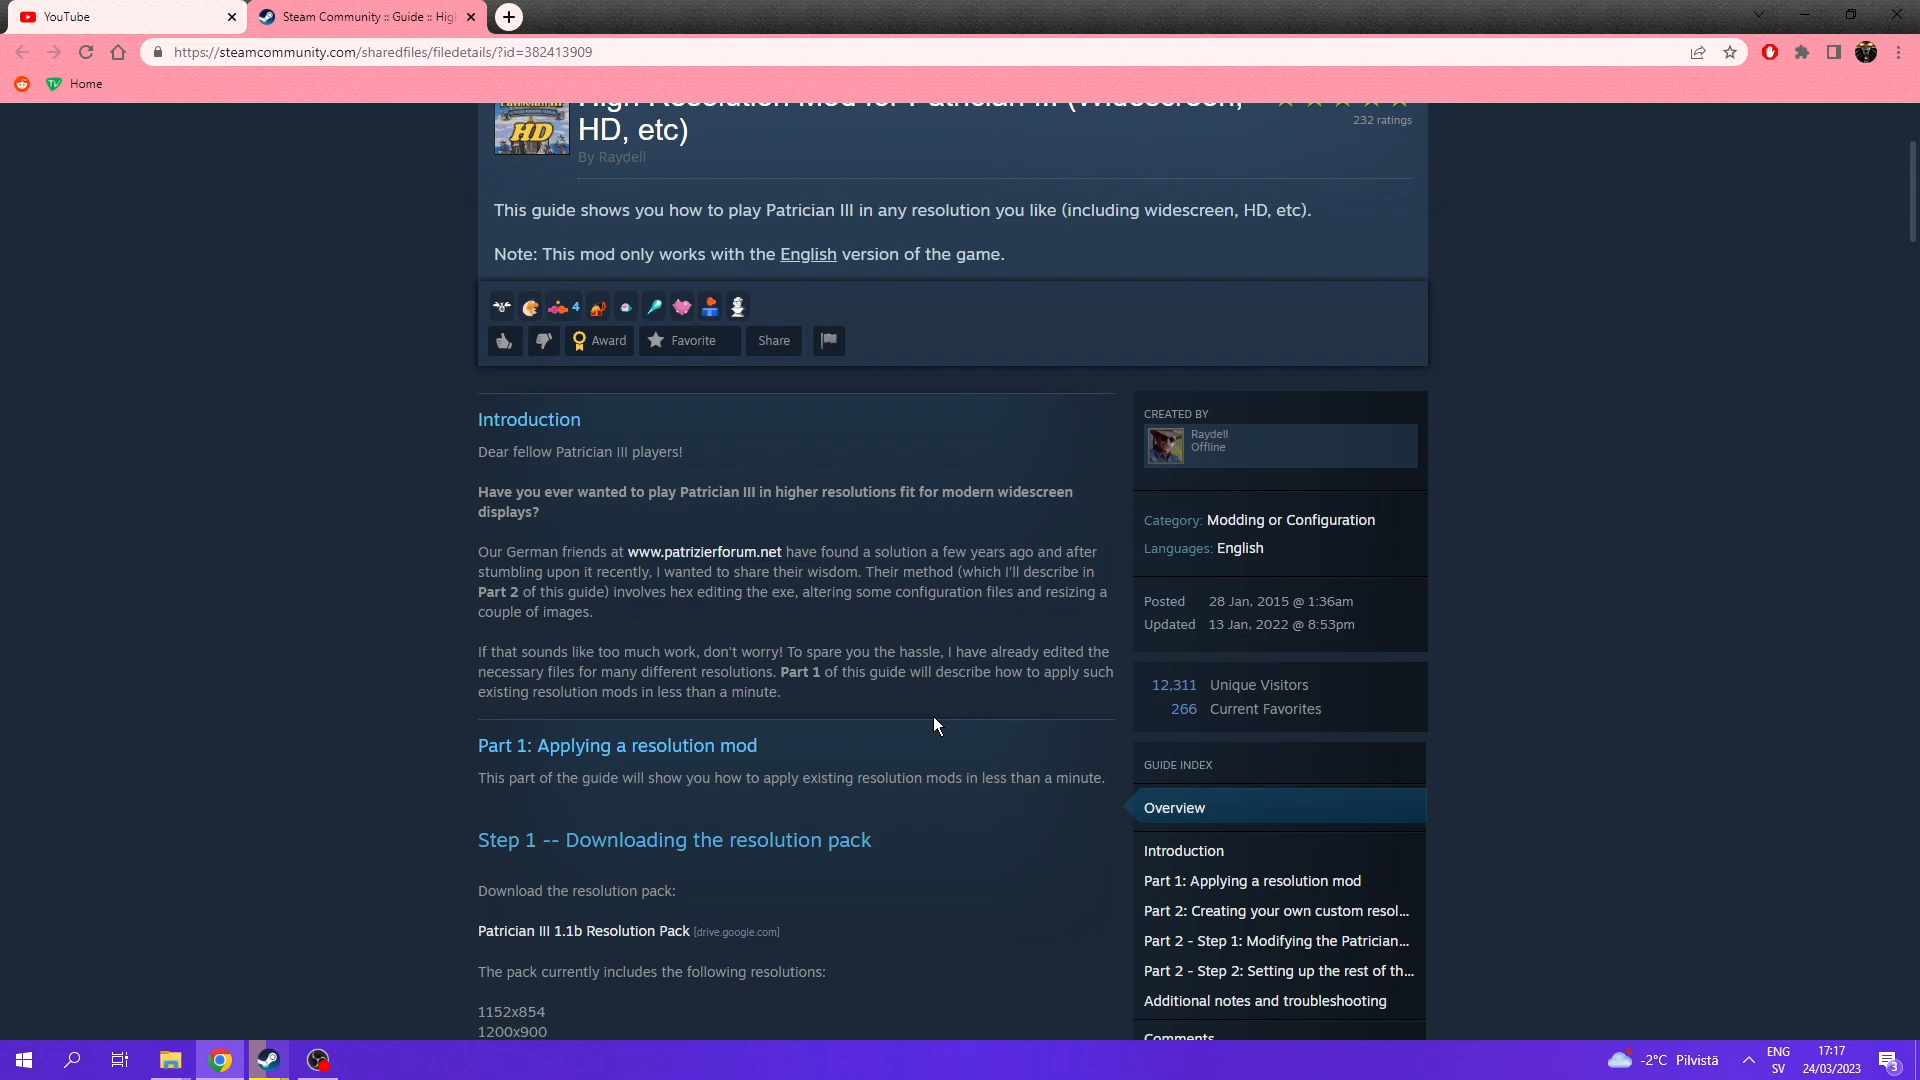 YouTube
Steam Community :: Guide :: Hig
https://steamcommunity.com/sharedfiles/filedetails/?id=382413909
Home
High Resolution Mod for Patrician III (Widescreen,
HD, etc)
HD
By Raydell
232 ratings
This guide shows you how to play Patrician III in any resolution you like (including widescreen, HD, etc).
Note: This mod only works with the English version of the game.
4
Award
Favorite
Share
Introduction
Dear fellow Patrician III players!
Have you ever wanted to play Patrician III in higher resolutions fit for modern widescreen
displays?
Our German friends at www.patrizierforum.net have found a solution a few years ago and after
stumbling upon it recently, I wanted to share their wisdom. Their method (which I'll describe in
Part 2 of this guide) involves hex editing the exe, altering some configuration files and resizing a
couple of images.
If that sounds like too much work, don't worry! To spare you the hassle, I have already edited the
necessary files for many different resolutions. Part 1 of this guide will describe how to apply such
existing resolution mods in less than a minute.
Part 1: Applying a resolution mod
This part of the guide will show you how to apply existing resolution mods in less than a minute.
Step 1 -- Downloading the resolution pack
Download the resolution pack:
Patrician III 1.1b Resolution Pack [drive.google.com]
The pack currently includes the following resolutions:
1152x854
1200x900
CREATED BY
Raydell
Offline
Category: Modding or Configuration
Languages: English
Posted 28 Jan, 2015 @ 1:36am
Updated 13 Jan, 2022 @ 8:53pm
12,311 Unique Visitors
266 Current Favorites
GUIDE INDEX
Overview
Introduction
Part 1: Applying a resolution mod
Part 2: Creating your own custom resol...
Part 2 - Step 1: Modifying the Patrician...
Part 2 - Step 2: Setting up the rest of th...
Additional notes and troubleshooting
Comments
-2°C Pilvistä
ENG
SV
17:17
24/03/2023
3